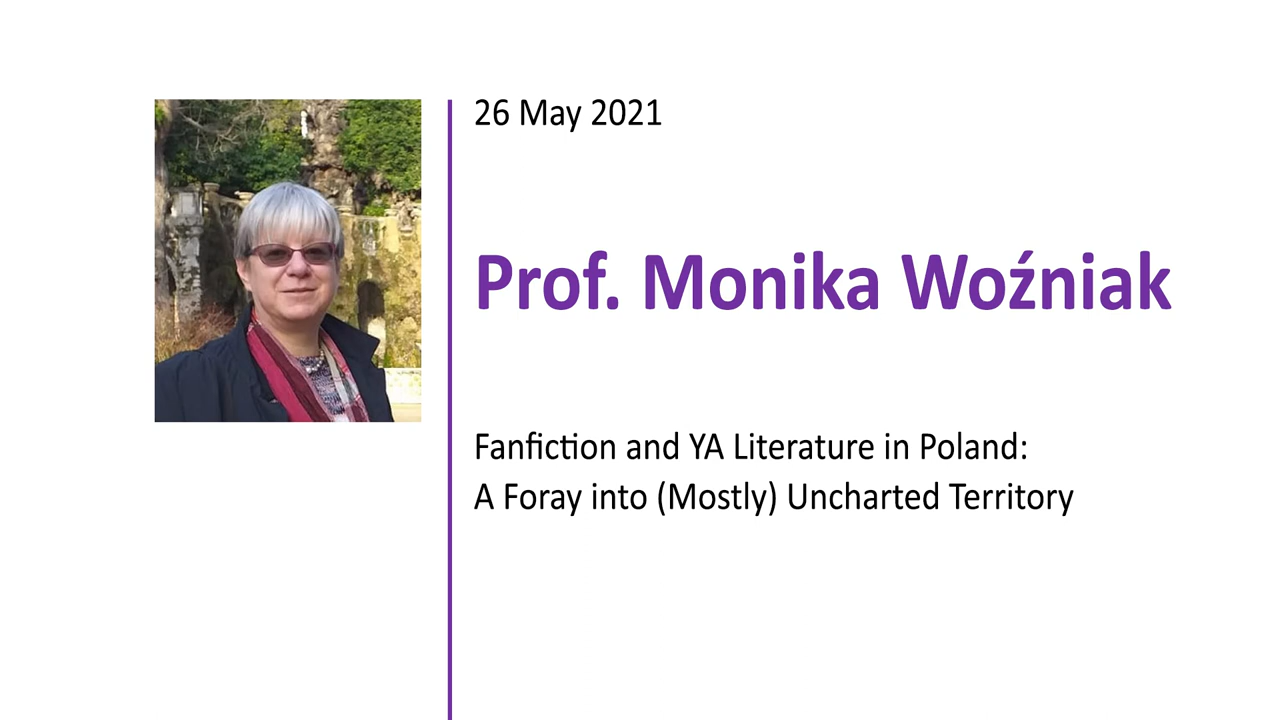 26 May 2021
Prof. Monika Woźniak
Fanfiction and YA Literature in Poland:
A Foray into (Mostly) Uncharted Territory